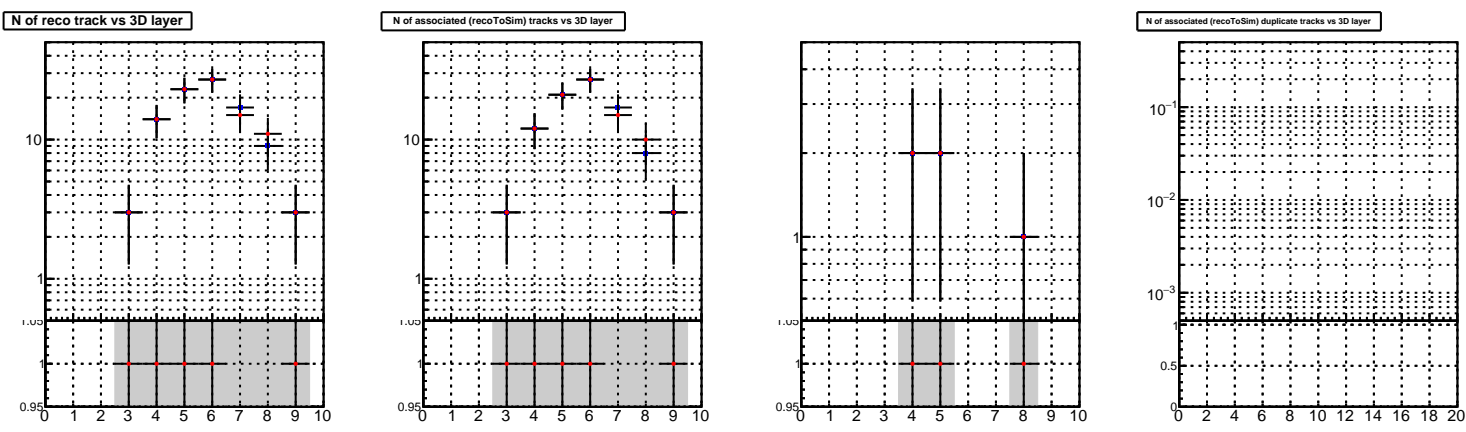 N of reco track vs 3D layer
N of associated (recoToSim) tracks vs 3D layer
N of associated (recoToSim) duplicate tracks vs 3D layer
10
1
1.05
1
0.95
0 1 2 3 4 5 6 7 8 9 10
10
1
1.05
1
0.95
0 1 2 3 4 5 6 7 8 9 10
1
1.05
1
0.95
0 1 2 3 4 5 6 7 8 9 10
10⁻¹
10⁻²
10⁻³
1
0.5
0
0 2 4 6 8 10 12 14 16 18 20